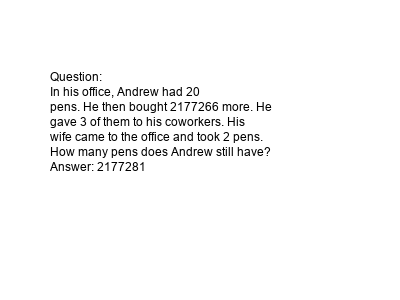 Question:
In his office, Andrew had 20
pens. He then bought 2177266 more. He
gave 3 of them to his coworkers. His
wife came to the office and took 2 pens.
How many pens does Andrew still have?
Answer: 2177281